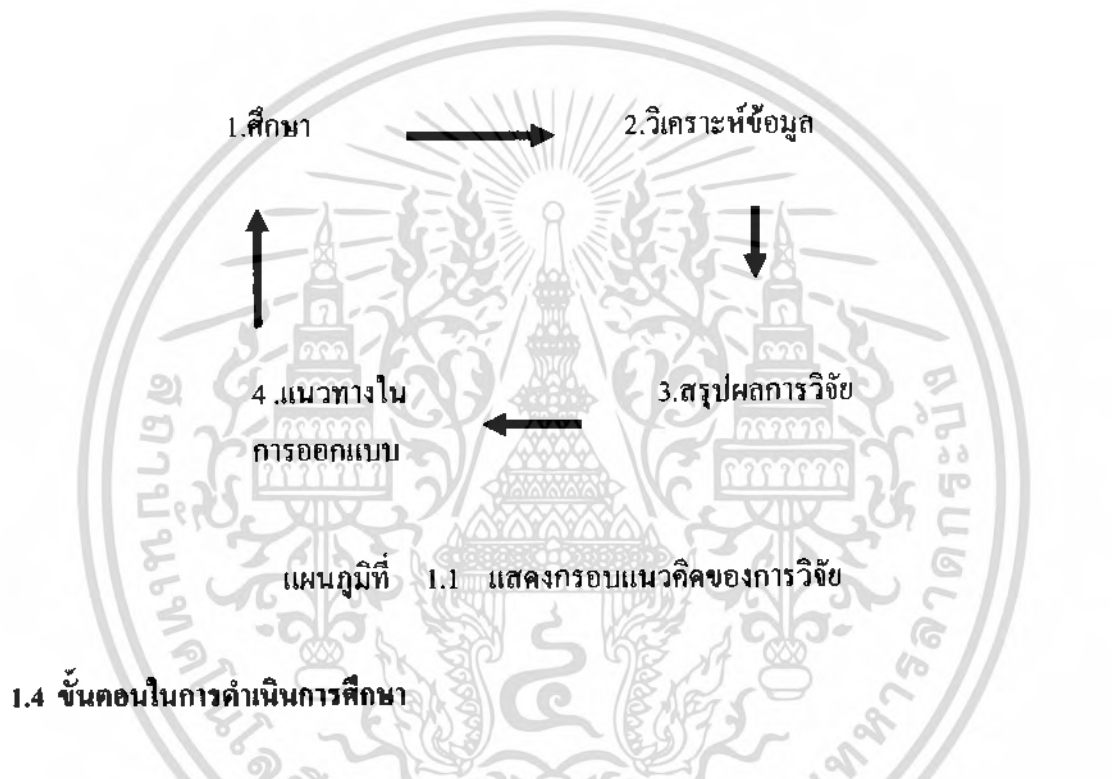 1.ศึกษา
2.วิเคราะห์ข้อมูล
4 .แนวทางใน
การออกแบบ
3.สรุปผลการวิจัย
แผนภูมิที่ 1.1 แสดงกรอบแนวคิดของการวิจัย
1.4 ขั้นตอนในการดำเนินการศึกษา